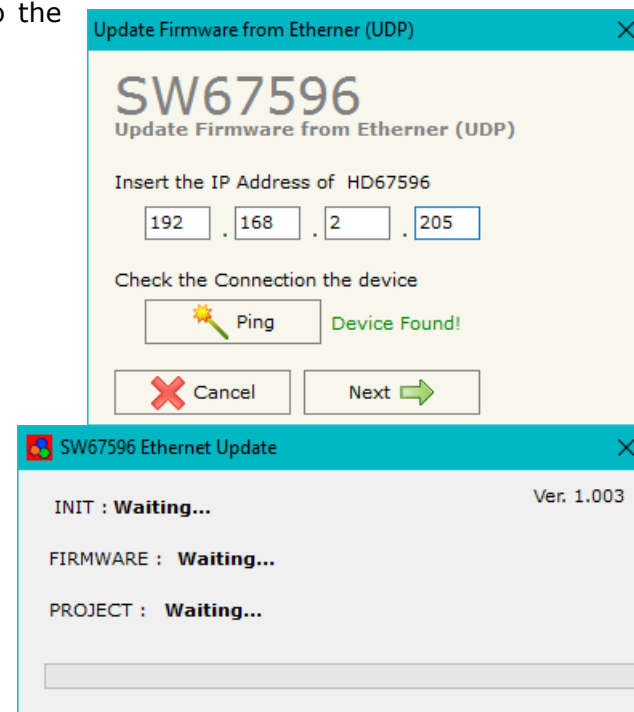 the
Update Firmware from Etherner (UDP)
SW67596
Update Firmware from Etherner (UDP)
Insert the IP Address of HD67596
192 . 168 . 2 . 205
Check the Connection the device
Ping Device Found!
Cancel Next
SW67596 Ethernet Update
Ver. 1.003
INIT : Waiting...
FIRMWARE : Waiting...
PROJECT : Waiting...